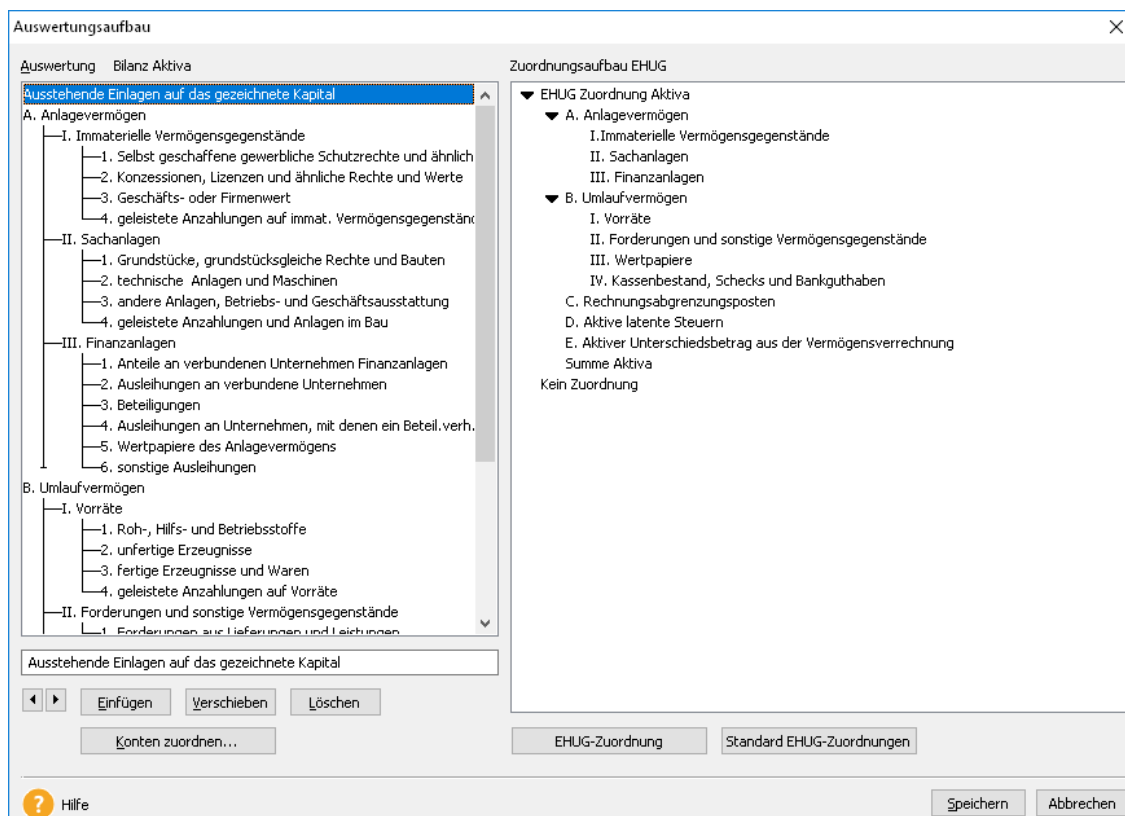 Auswertungsaufbau
Auswertung Bilanz Aktiva
Ausstehende Einlagen auf das gezeichnete Kapital
A. Anlagevermögen
I. Immaterielle Vermögensgegenstände
1. Selbst geschaffene gewerbliche Schutzrechte und ähnlich
2. Konzessionen, Lizenzen und ähnliche Rechte und Werte
3. Geschäfts- oder Firmenwert
4. geleistete Anzahlungen auf immat. Vermögensgegenständ
II. Sachanlagen
1. Grundstücke, grundstücksgleiche Rechte und Bauten
2. technische Anlagen und Maschinen
3. andere Anlagen, Betriebs- und Geschäftsausstattung
4. geleistete Anzahlungen und Anlagen im Bau
III. Finanzanlagen
1. Anteile an verbundenen Unternehmen Finanzanlagen
2. Ausleihungen an verbundene Unternehmen
3. Beteiligungen
4. Ausleihungen an Unternehmen, mit denen ein Beteil.verh.
5. Wertpapiere des Anlagevermögens
6. sonstige Ausleihungen
B. Umlaufvermögen
I. Vorräte
1. Roh-, Hilfs- und Betriebsstoffe
2. unfertige Erzeugnisse
3. fertige Erzeugnisse und Waren
4. geleistete Anzahlungen auf Vorräte
II. Forderungen und sonstige Vermögensgegenstände
1. Forderungen aus Lieferungen und Leistungen
Ausstehende Einlagen auf das gezeichnete Kapital
Einfügen
Verschieben
Löschen
Konten zuordnen...
Zuordnungsaufbau EHUG
EHUG Zuordnung Aktiva
A. Anlagevermögen
I.Immaterielle Vermögensgegenstände
II. Sachanlagen
III. Finanzanlagen
B. Umlaufvermögen
I. Vorräte
II. Forderungen und sonstige Vermögensgegenstände
III. Wertpapiere
IV. Kassenbestand, Schecks und Bankguthaben
C. Rechnungsabgrenzungsposten
D. Aktive latente Steuern
E. Aktiver Unterschiedsbetrag aus der Vermögensverrechnung
Summe Aktiva
Kein Zuordnung
EHUG-Zuordnung
Standard EHUG-Zuordnungen
? Hilfe
Speichern
Abbrechen